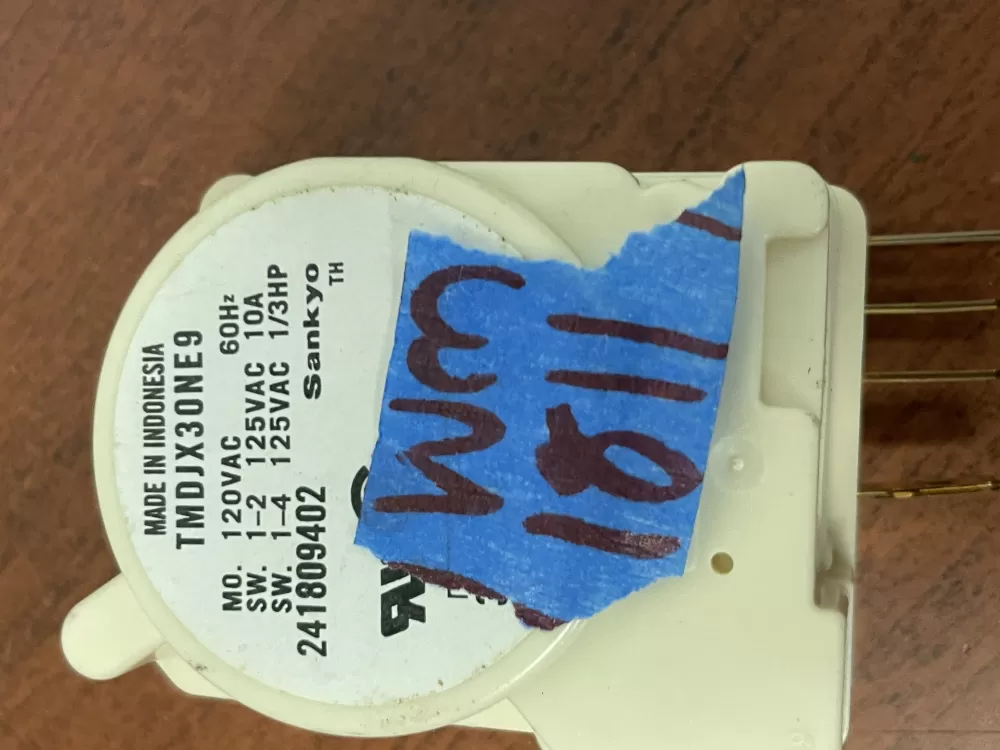 MADE IN INDONESIA
TMDJX30NE9
MO. 120VAC 60Hz
SW. 1-2 125VAC 10A
SW. 1-4 125VAC 1/3HP
241809402 Sankyo
TH
1811